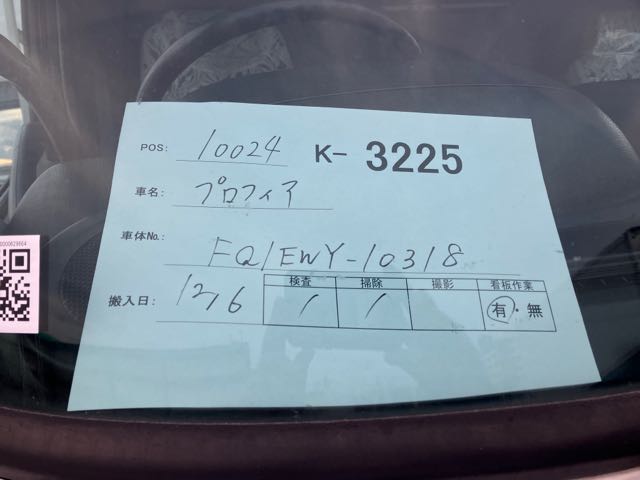 POS: 10024 K- 3225
車名: プロフィア
車体No.: FQ1EWY-10318
搬入日: 12/6
検査 掃除 撮影 看板作業
/ / 有・無